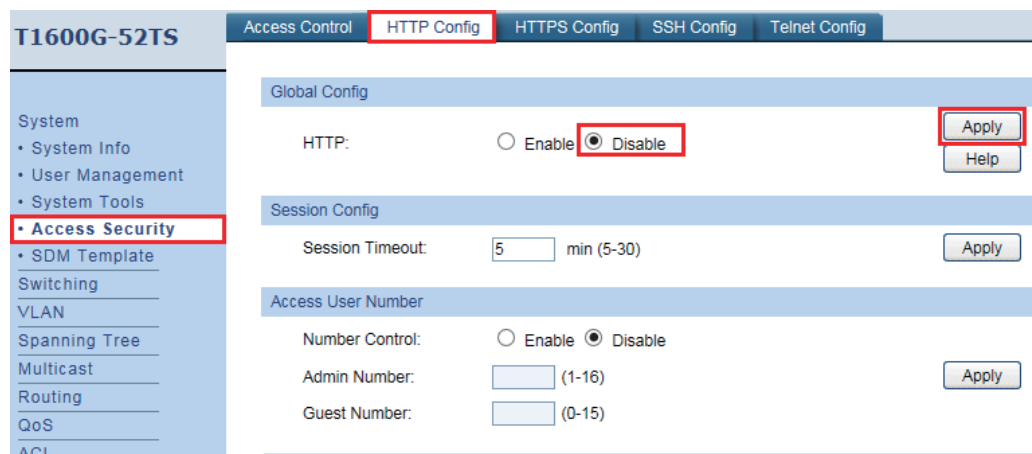 T1600G-52TS
Access Control HTTP Config HTTPS Config SSH Config Telnet Config
System
• System Info
• User Management
• System Tools
• Access Security
• SDM Template
Switching
VLAN
Spanning Tree
Multicast
Routing
QoS
ACL
Global Config
HTTP: Enable Disable Apply
Help
Session Config
Session Timeout: 5 min (5-30) Apply
Access User Number
Number Control: Enable Disable
Admin Number: (1-16) Apply
Guest Number: (0-15)